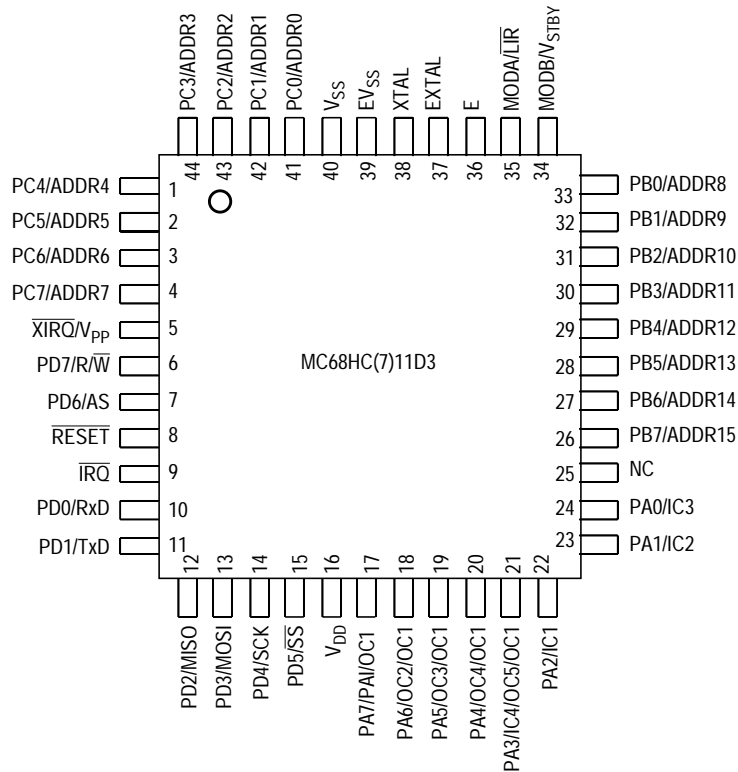 PC3/ADDR3
PC2/ADDR2
PC1/ADDR1
PC0/ADDR0
VSS
EVSS
XTAL
EXTAL
E
MODA/L̅I̅R̅
MODB/VSTBY
44
43
42
41
40
39
38
37
36
35
34
PC4/ADDR4
1
PC5/ADDR5
2
PC6/ADDR6
3
PC7/ADDR7
4
X̅I̅R̅Q̅/VPP
5
PD7/R/W̅
6
PD6/AS
7
R̅E̅S̅E̅T̅
8
I̅R̅Q̅
9
PD0/RxD
10
PD1/TxD
11
MC68HC(7)11D3
33
PB0/ADDR8
32
PB1/ADDR9
31
PB2/ADDR10
30
PB3/ADDR11
29
PB4/ADDR12
28
PB5/ADDR13
27
PB6/ADDR14
26
PB7/ADDR15
25
NC
24
PA0/IC3
23
PA1/IC2
12
13
14
15
16
17
18
19
20
21
22
PD2/MISO
PD3/MOSI
PD4/SCK
PD5/S̅S̅
VDD
PA7/PAI/OC1
PA6/OC2/OC1
PA5/OC3/OC1
PA4/OC4/OC1
PA3/IC4/OC5/OC1
PA2/IC1